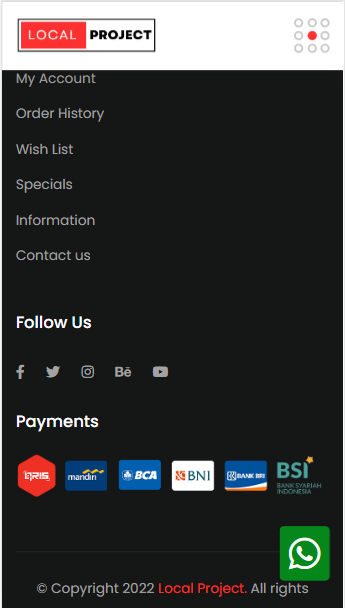 LOCAL PROJECT
My Account
Order History
Wish List
Specials
Information
Contact us
Follow Us
Bē
Payments
QRIS mandiri BCA BNI BANK BRI BSI
BANK SYARIAH
INDONESIA
© Copyright 2022 Local Project. All rights